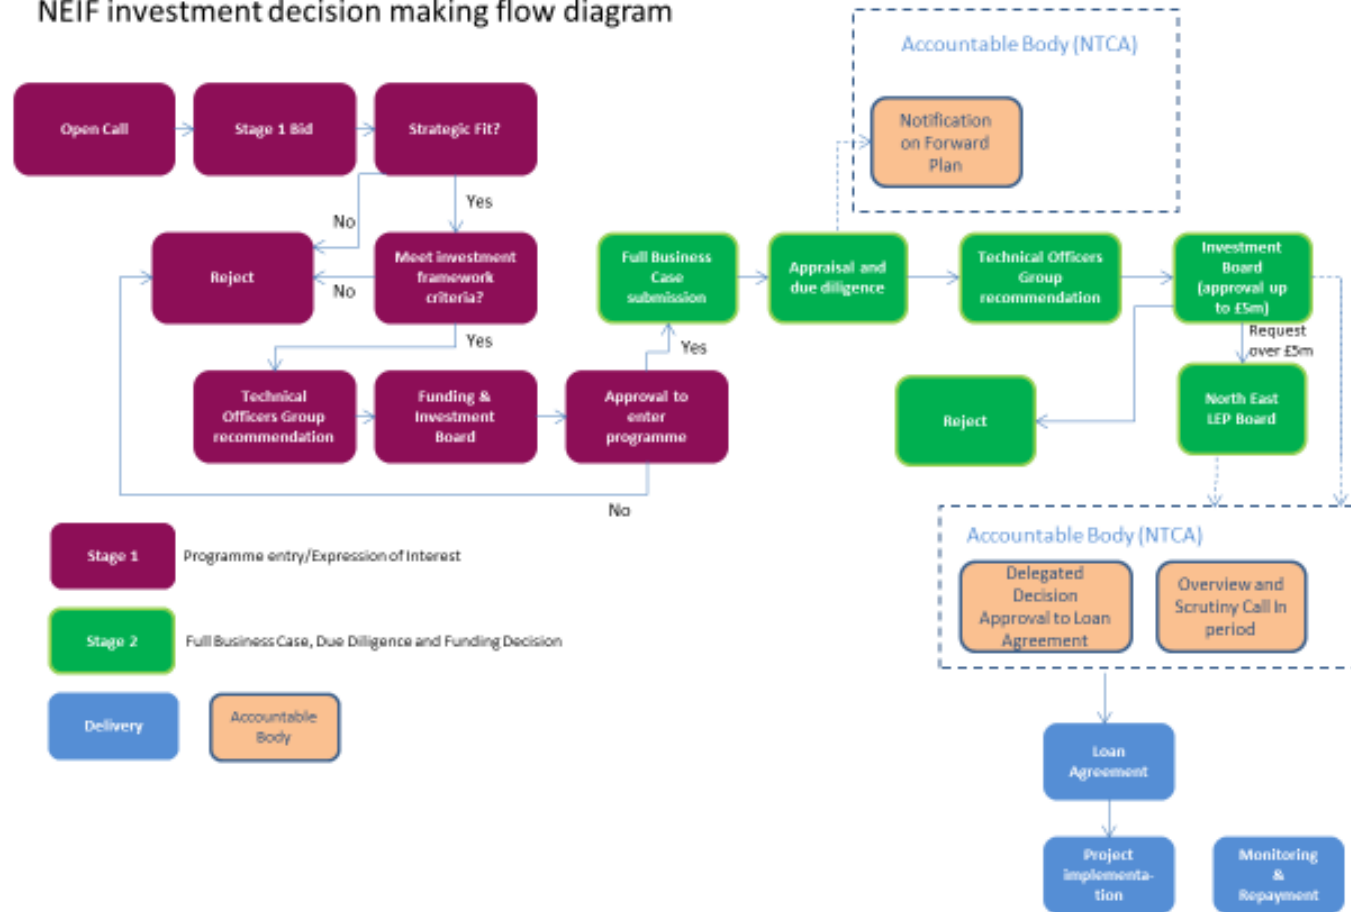 NEIF investment decision making flow diagram
Accountable Body (NTCA)
Notification
on Forward
Plan
Open Call
Stage 1 Bid
Strategic Fit?
No
Yes
Reject
Meet investment
framework
criteria?
No
Yes
Technical
Officers Group
recommendation
Funding &
Investment
Board
Approval to
enter
programme
Yes
No
Full Business
Case
submission
Appraisal and
due diligence
Technical Officers
Group
recommendation
Investment
Board
(approval up
to £5m)
Request
over £5m
Reject
North East
LEP Board
Accountable Body (NTCA)
Delegated
Decision
Approval to Loan
Agreement
Overview and
Scrutiny Call In
period
Stage 1
Programme entry/Expression of Interest
Stage 2
Full Business Case, Due Diligence and Funding Decision
Delivery
Accountable
Body
Loan
Agreement
Project
implementa-
tion
Monitoring
&
Repayment